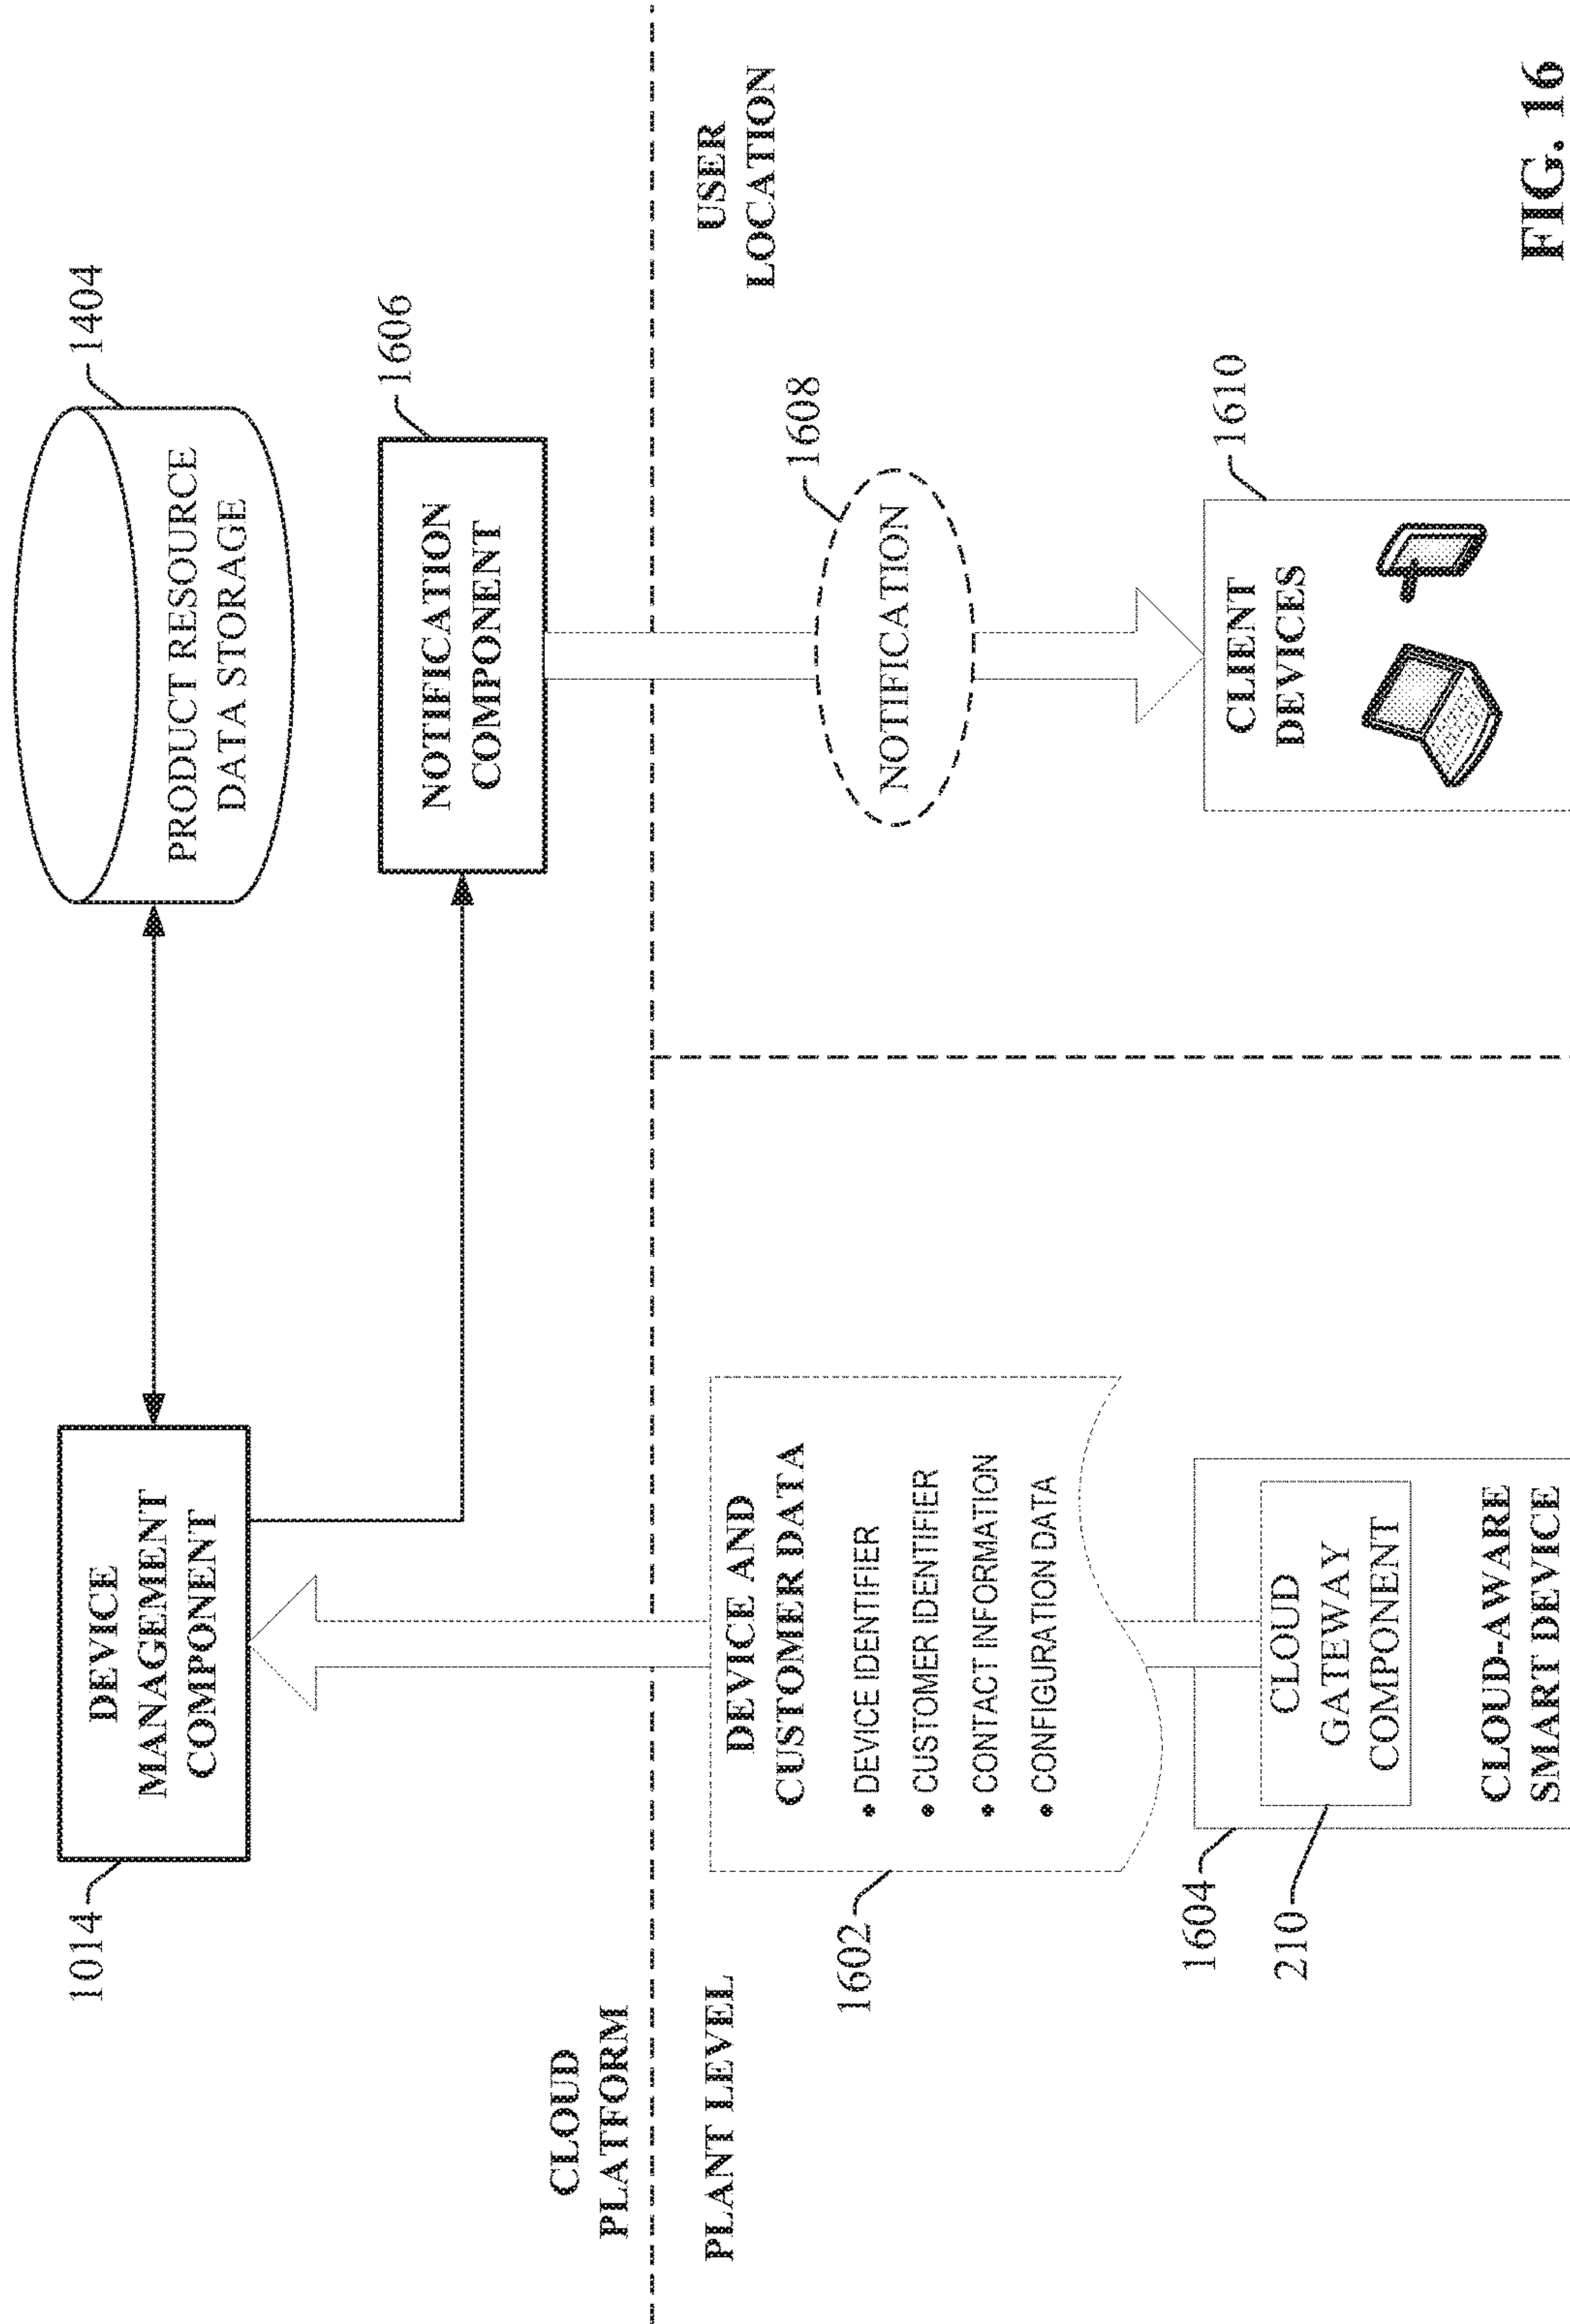 1014
DEVICE
MANAGEMENT
COMPONENT
1404
PRODUCT RESOURCE
DATA STORAGE
1606
NOTIFICATION
COMPONENT
CLOUD
PLATFORM
PLANT LEVEL
USER
LOCATION
1602
DEVICE AND
CUSTOMER DATA
• DEVICE IDENTIFIER
• CUSTOMER IDENTIFIER
• CONTACT INFORMATION
• CONFIGURATION DATA
1608
NOTIFICATION
1604
210
CLOUD
GATEWAY
COMPONENT
CLOUD-AWARE
SMART DEVICE
1610
CLIENT
DEVICES
FIG. 16